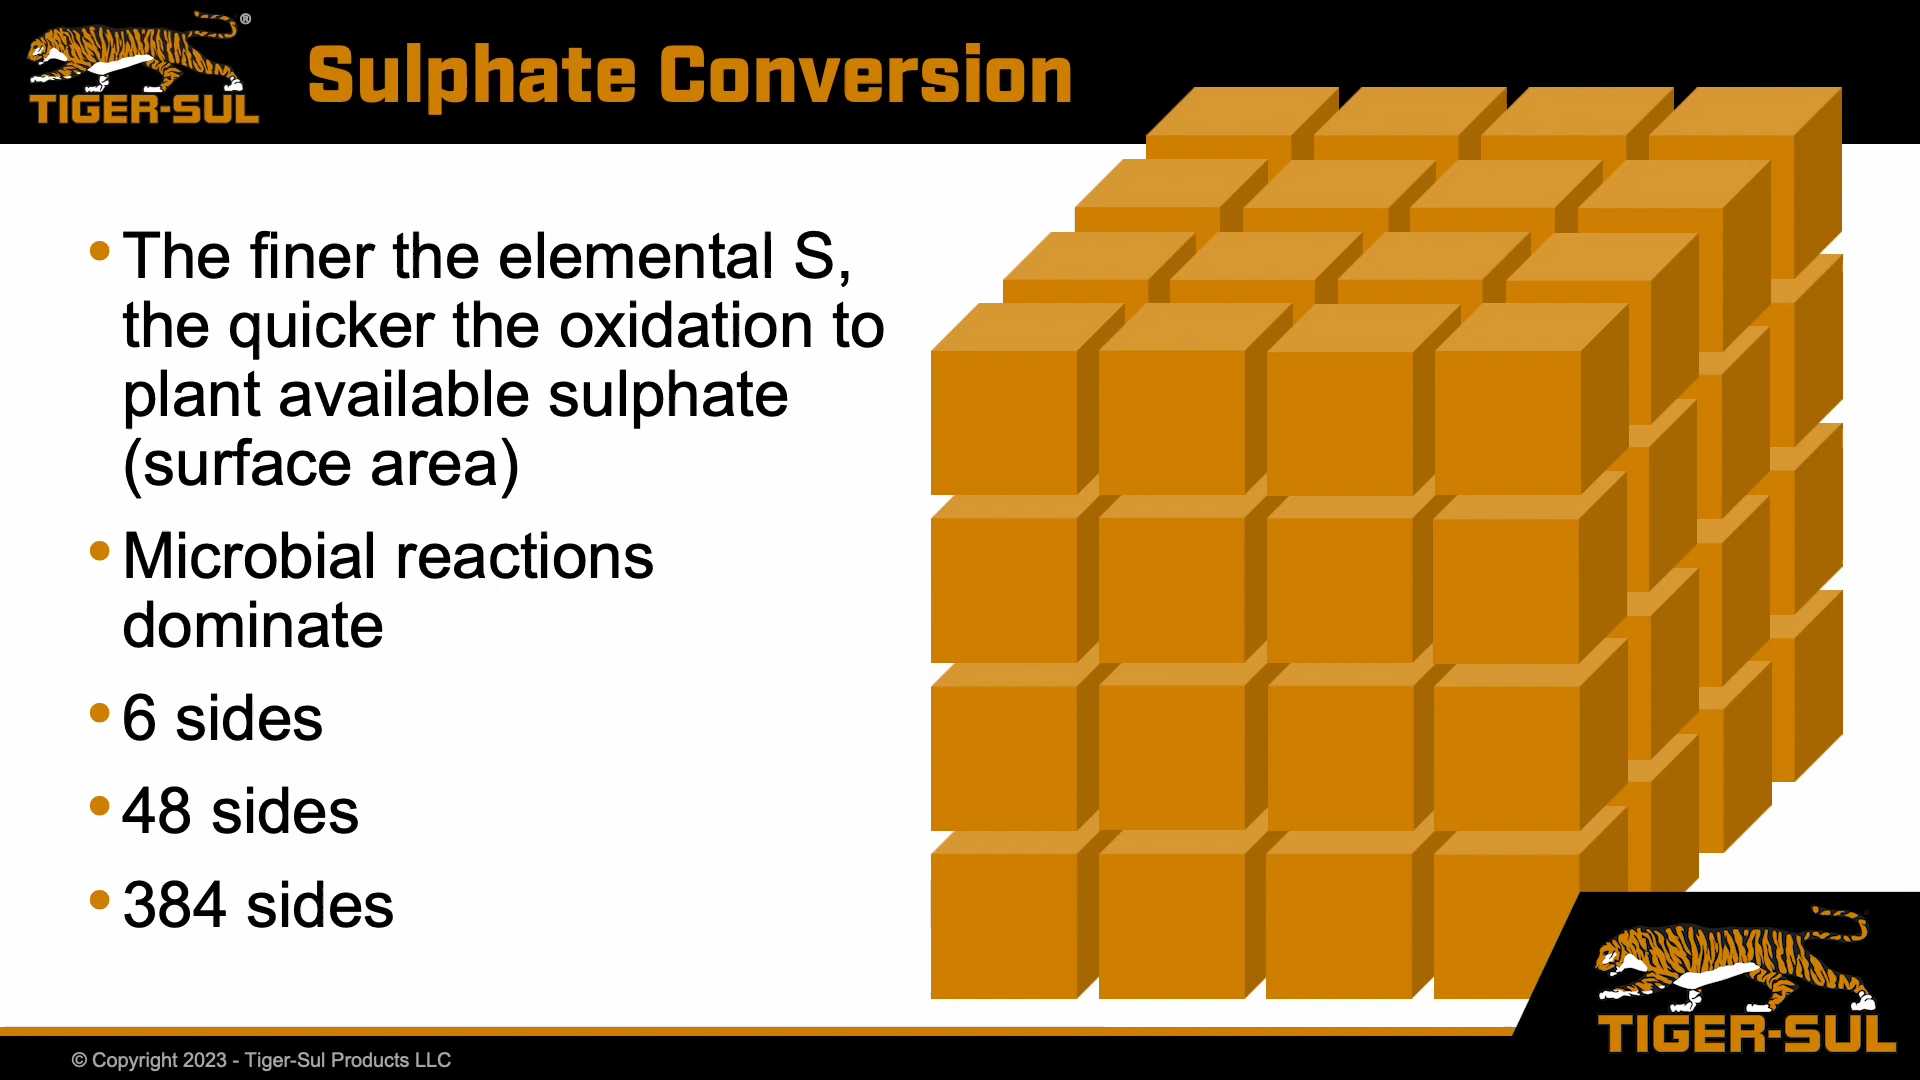 ®
TIGER-SUL
Sulphate Conversion
•The finer the elemental S,
the quicker the oxidation to
plant available sulphate
(surface area)
•Microbial reactions
dominate
•6 sides
•48 sides
•384 sides
TIGER-SUL
© Copyright 2023 - Tiger-Sul Products LLC